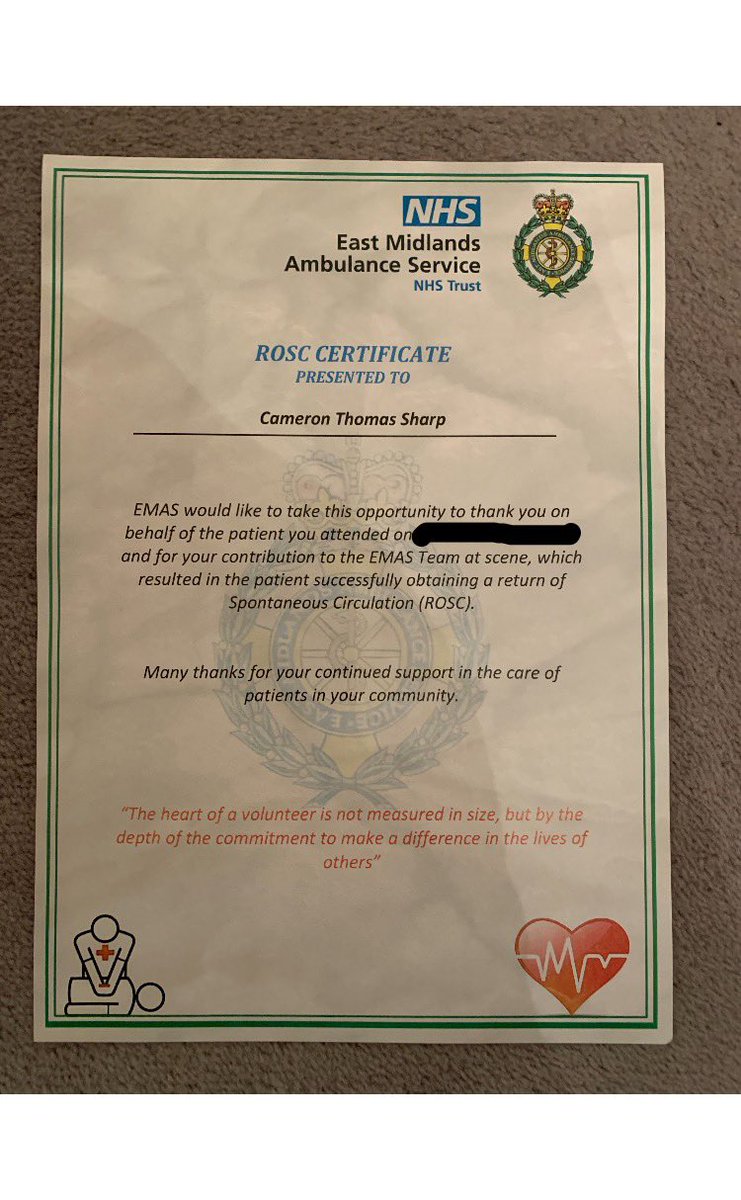 NHS
East Midlands
Ambulance Service
NHS Trust
ROSC CERTIFICATE
PRESENTED TO
Cameron Thomas Sharp
EMAS would like to take this opportunity to thank you on
behalf of the patient you attended on
and for your contribution to the EMAS Team at scene, which
resulted in the patient successfully obtaining a return of
Spontaneous Circulation (ROSC).
Many thanks for your continued support in the care of
patients in your community.
“The heart of a volunteer is not measured in size, but by the
depth of the commitment to make a difference in the lives of
others”